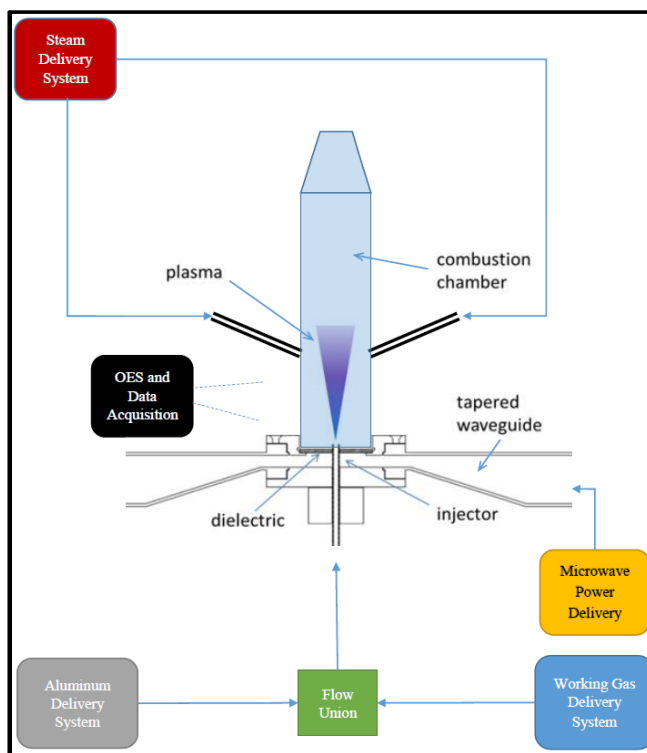 Steam
Delivery
System
combustion
chamber
plasma
OES and
Data
Acquisition
tapered
waveguide
dielectric
injector
Microwave
Power
Delivery
Aluminum
Delivery
System
Flow
Union
Working Gas
Delivery
System